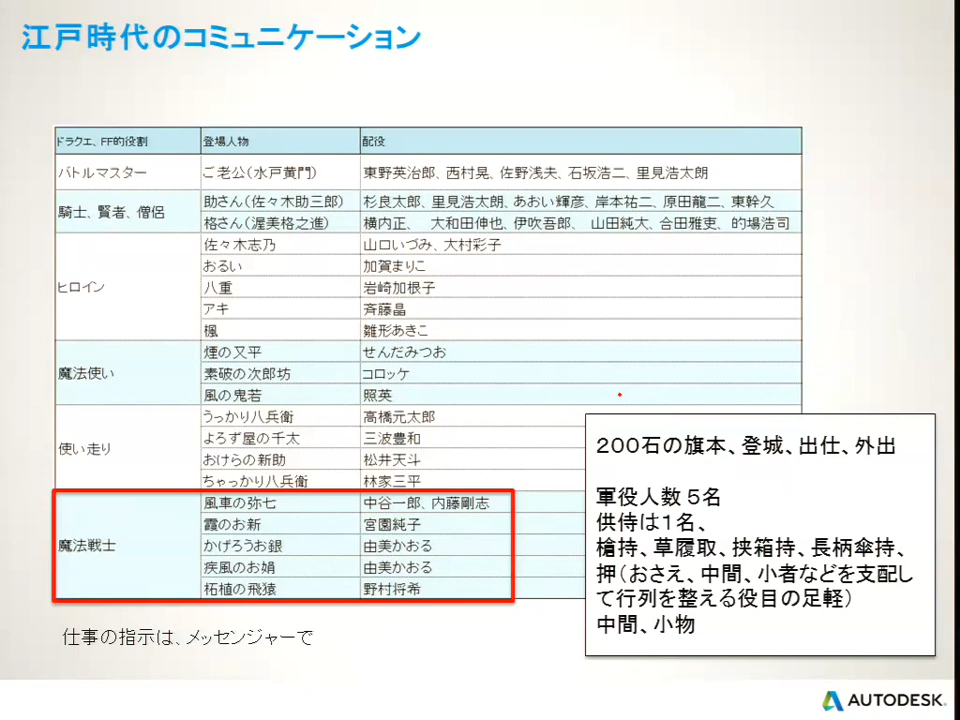 江戸時代のコミュニケーション
ドラクエ、FF的役割 登場人物 配役
バトルマスター ご老公（水戸黄門） 東野英治郎、西村晃、佐野浅夫、石坂浩二、里見浩太朗
騎士、賢者、僧侶 助さん（佐々木助三郎） 杉良太郎、里見浩太朗、あおい輝彦、岸本祐二、原田龍二、東幹久
格さん（渥美格之進） 横内正、 大和田伸也、伊吹吾郎、 山田純大、合田雅吏、的場浩司
ヒロイン 佐々木志乃 山口いづみ、大村彩子
おるい 加賀まりこ
八重 岩崎加根子
アキ 斉藤晶
楓 雛形あきこ
魔法使い 煙の又平 せんだみつお
素破の次郎坊 コロッケ
風の鬼若 照英
使い走り うっかり八兵衛 高橋元太郎
よろず屋の千太 三波豊和
おけらの新助 松井天斗
ちゃっかり八兵衛 林家三平
魔法戦士 風車の弥七 中谷一郎、内藤剛志
霞のお新 宮園純子
かげろうお銀 由美かおる
疾風のお娟 由美かおる
柘植の飛猿 野村将希
200石の旗本、登城、出仕、外出
軍役人数５名
供侍は１名、
槍持、草履取、挟箱持、長柄傘持、
押（おさえ、中間、小者などを支配し
て行列を整える役目の足軽）
中間、小物
仕事の指示は、メッセンジャーで
AUTODESK.